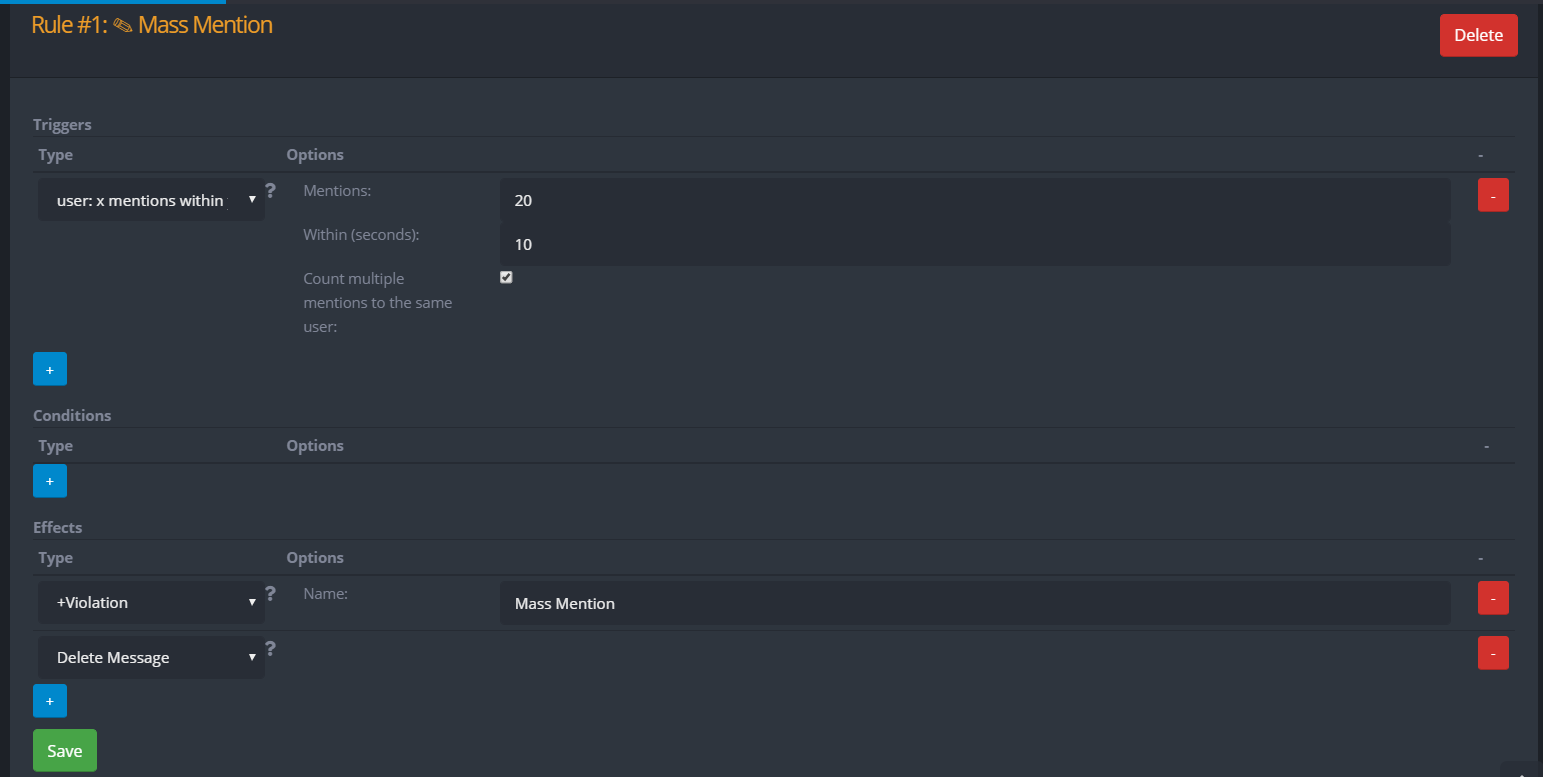 Rule #1: ✎ Mass Mention
Delete
Triggers
Type Options -
user: x mentions within ▼ ? Mentions: 20 -
Within (seconds): 10
Count multiple
mentions to the same
user:
+
Conditions
Type Options -
+
Effects
Type Options -
+Violation ▼ ? Name: Mass Mention -
Delete Message ▼ ? -
+
Save